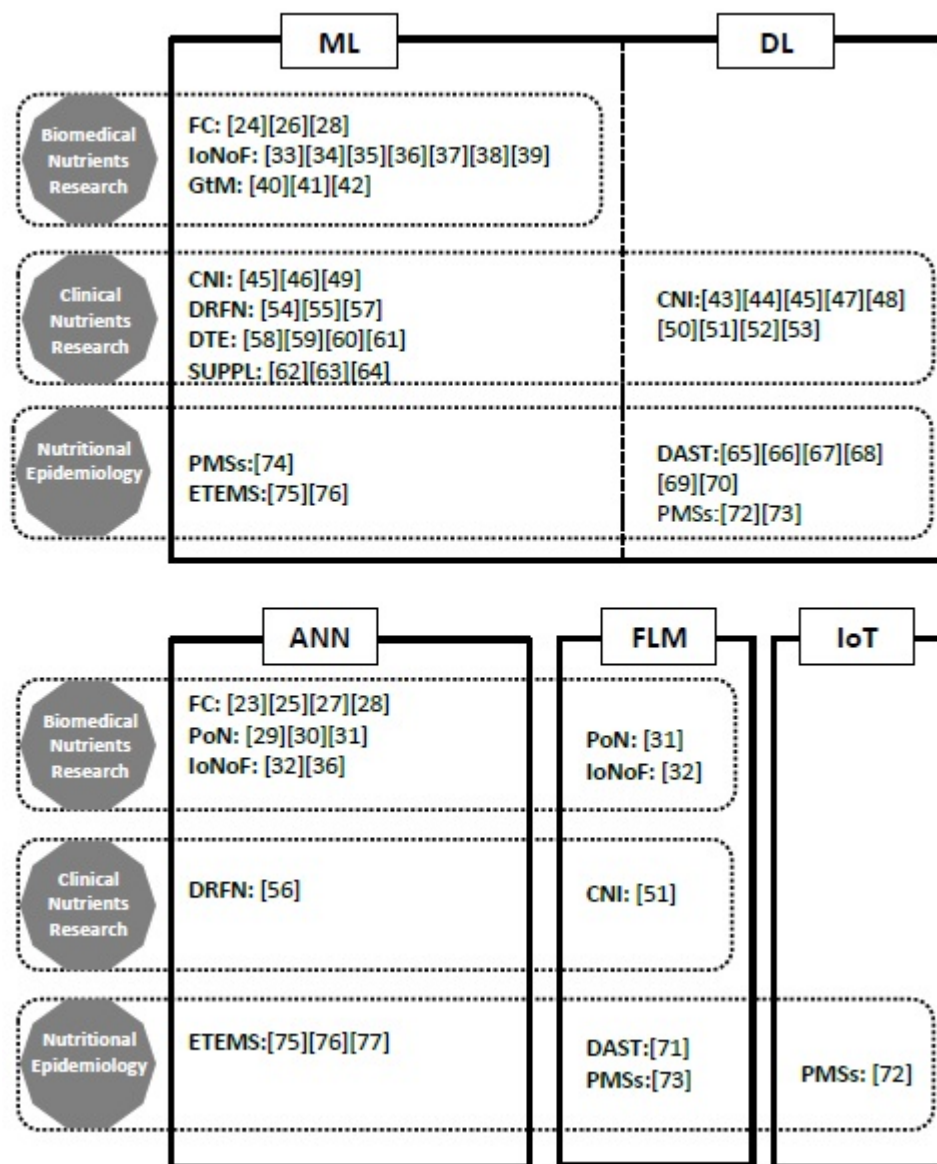 ML
DL
Biomedical
Nutrients
Research
FC: [24][26][28]
IoNoF: [33][34][35][36][37][38][39]
GtM: [40][41][42]
Clinical
Nutrients
Research
CNI: [45][46][49]
DRFN: [54][55][57]
DTE: [58][59][60][61]
SUPPL: [62][63][64]
CNI:[43][44][45][47][48]
[50][51][52][53]
Nutritional
Epidemiology
PMSs:[74]
ETEMS:[75][76]
DAST:[65][66][67][68]
[69][70]
PMSs:[72][73]
ANN
FLM
IoT
Biomedical
Nutrients
Research
FC: [23][25][27][28]
PoN: [29][30][31]
IoNoF: [32][36]
PoN: [31]
IoNoF: [32]
Clinical
Nutrients
Research
DRFN: [56]
CNI: [51]
Nutritional
Epidemiology
ETEMS:[75][76][77]
DAST:[71]
PMSs:[73]
PMSs: [72]